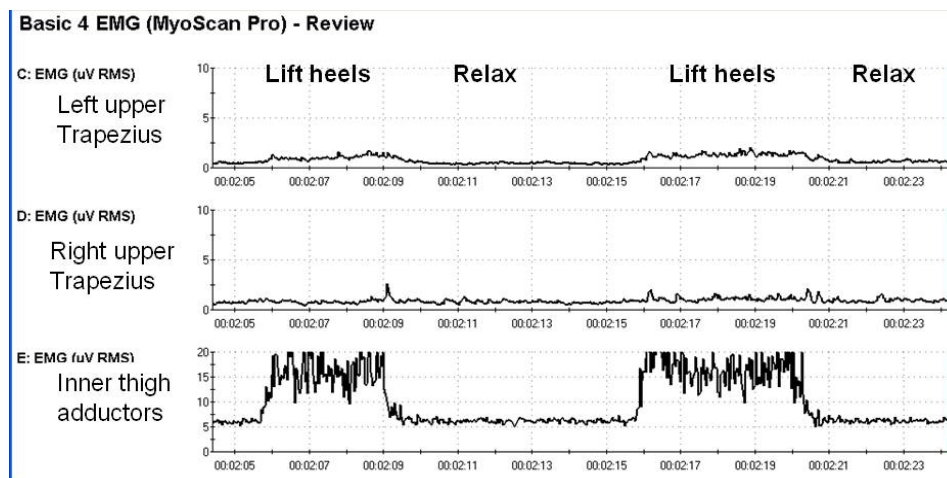 Basic 4 EMG (MyoScan Pro) - Review
C: EMG (uV RMS)
Left upper
Trapezius
Lift heels Relax Lift heels Relax
10
5
0
00:02:05 00:02:07 00:02:09 00:02:11 00:02:13 00:02:15 00:02:17 00:02:19 00:02:21 00:02:23
D: EMG (uV RMS)
Right upper
Trapezius
10
5
0
00:02:05 00:02:07 00:02:09 00:02:11 00:02:13 00:02:15 00:02:17 00:02:19 00:02:21 00:02:23
E: EMG (uV RMS)
Inner thigh
adductors
20
15
10
5
0
00:02:05 00:02:07 00:02:09 00:02:11 00:02:13 00:02:15 00:02:17 00:02:19 00:02:21 00:02:23